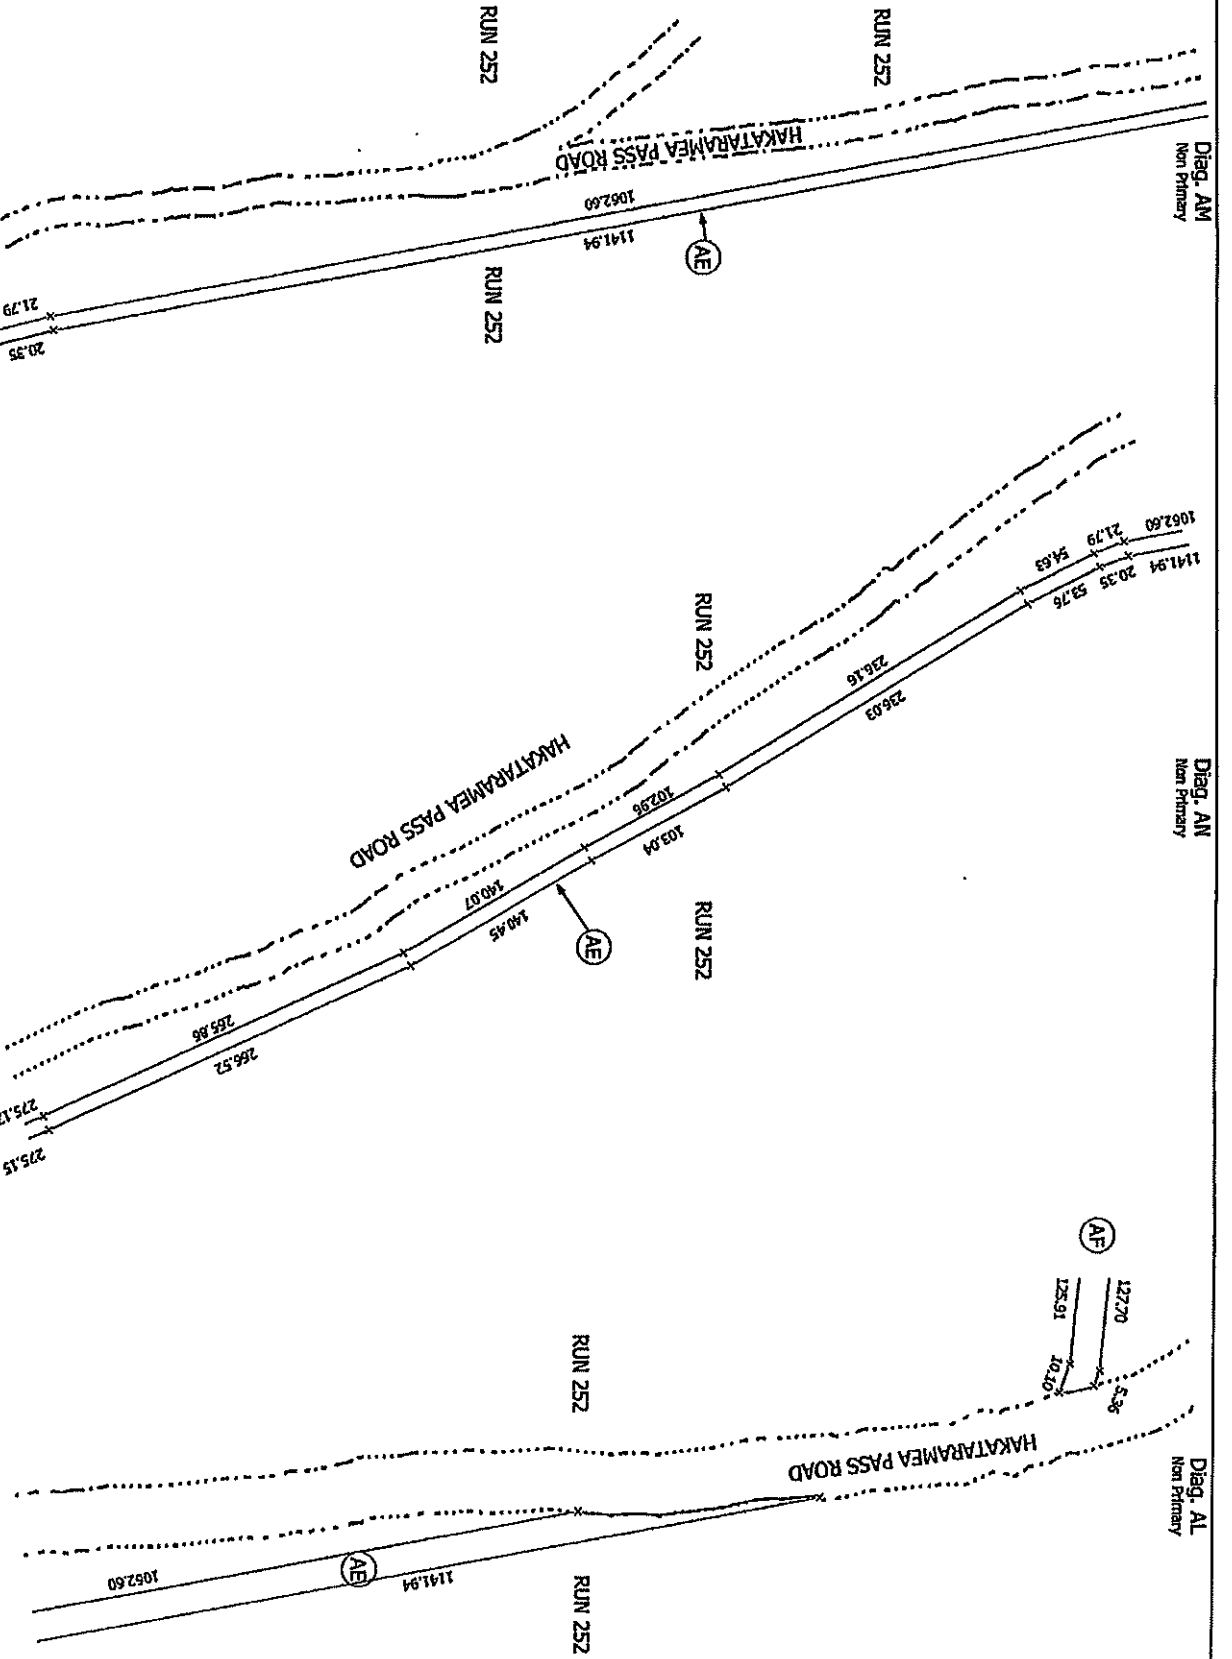 Diag. AM
Non Primary
RUN 252
RUN 252
HAKATARAMEA PASS ROAD
1062.60
1141.94
AE
RUN 252
21.79
20.35
Diag. AN
Non Primary
1062.60
1141.94
21.79
20.35
54.63
53.76
236.16
236.03
RUN 252
102.96
103.04
HAKATARAMEA PASS ROAD
140.07
140.45
AE
RUN 252
265.86
266.52
275.15
Diag. AL
Non Primary
AF
127.70
125.91
5.36
10.10
HAKATARAMEA PASS ROAD
RUN 252
RUN 252
AE
1062.60
1141.94